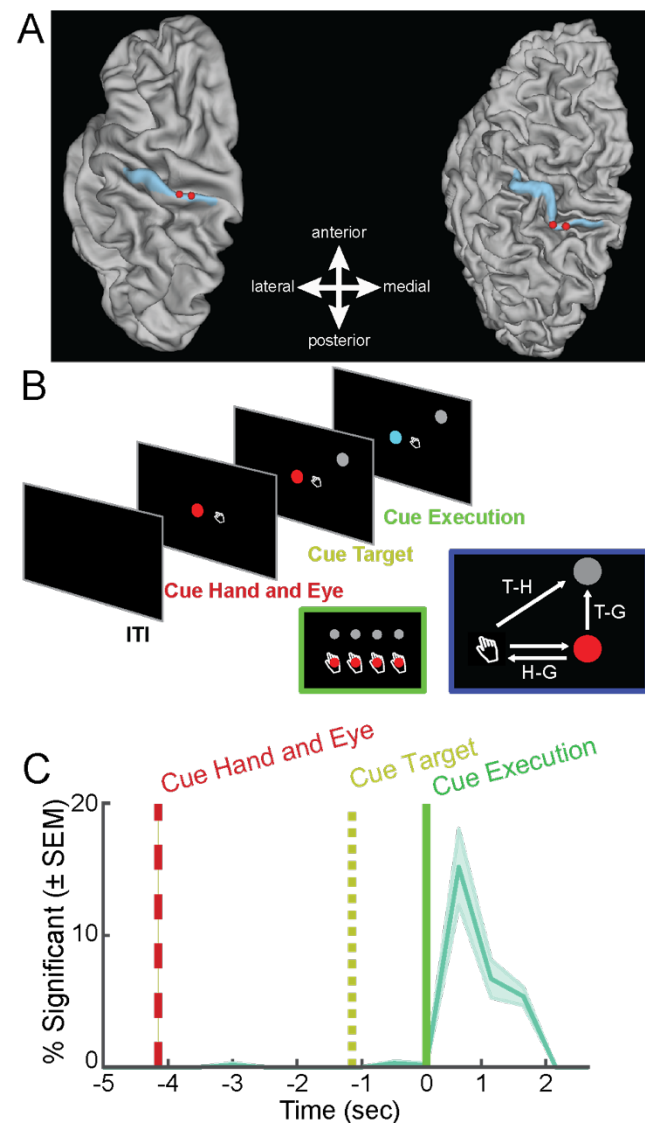 A
anterior
lateral
medial
posterior
B
Cue Execution
Cue Target
Cue Hand and Eye
ITI
T-H
T-G
H-G
C
Cue Hand and Eye
Cue Target
Cue Execution
% Significant (± SEM)
20
10
0
-5
-4
-3
-2
-1
0
1
2
Time (sec)